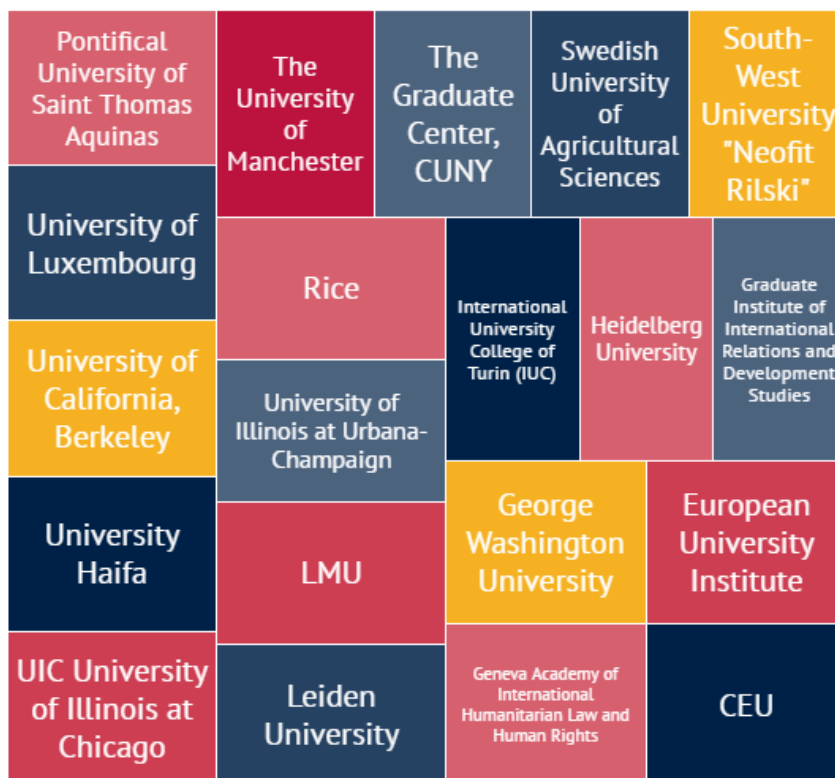 Pontifical
University of
Saint Thomas
Aquinas
The
University
of
Manchester
The
Graduate
Center,
CUNY
Swedish
University
of
Agricultural
Sciences
South-
West
University
"Neofit
Rilski"
University of
Luxembourg
Rice
International
University
College of
Turin (IUC)
Heidelberg
University
Graduate
Institute of
International
Relations and
Development
Studies
University of
California,
Berkeley
University of
Illinois at Urbana-
Champaign
George
Washington
University
European
University
Institute
University
Haifa
LMU
UIC University
of Illinois at
Chicago
Leiden
University
Geneva Academy of
International
Humanitarian Law and
Human Rights
CEU